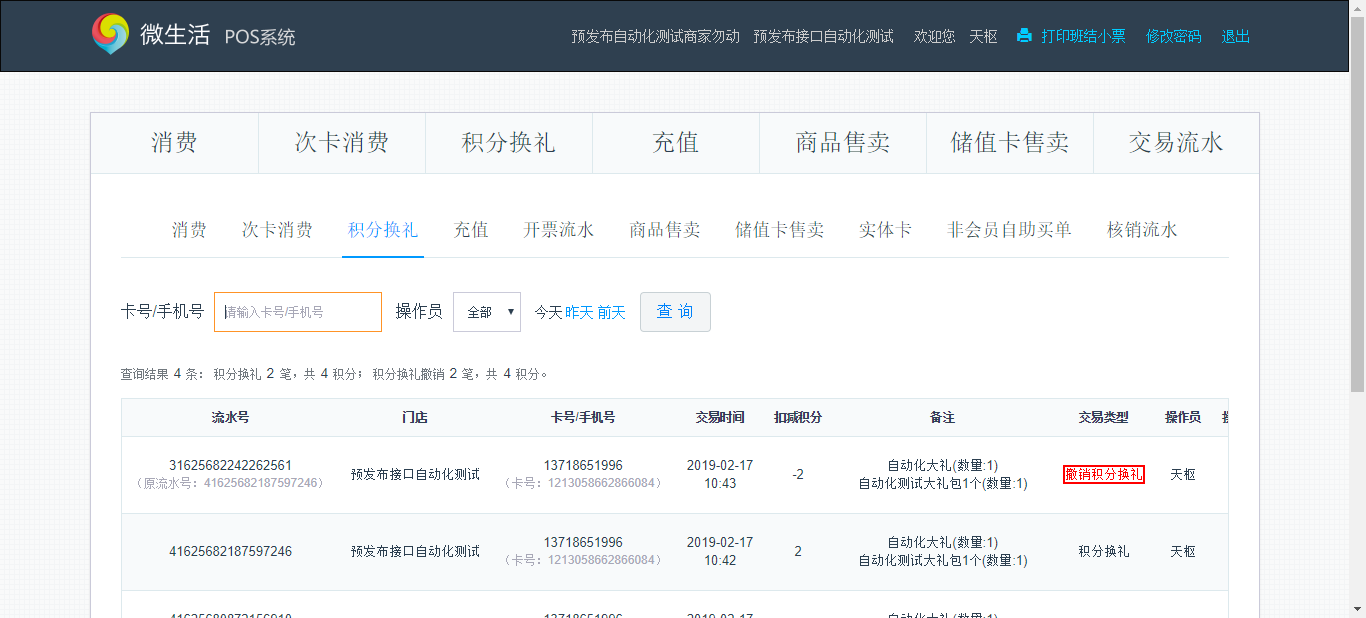 微生活 POS系统 预发布自动化测试商家勿动 预发布接口自动化测试 欢迎您 天枢 打印班结小票 修改密码 退出
消费 次卡消费 积分换礼 充值 商品售卖 储值卡售卖 交易流水
消费 次卡消费 积分换礼 充值 开票流水 商品售卖 储值卡售卖 实体卡 非会员自助买单 核销流水
卡号/手机号 请输入卡号/手机号 操作员 全部 今天 昨天 前天 查 询
查询结果 4 条： 积分换礼 2 笔，共 4 积分； 积分换礼撤销 2 笔，共 4 积分。
流水号 门店 卡号/手机号 交易时间 扣减积分 备注 交易类型 操作员
31625682242262561 13718651996 2019-02-17 自动化大礼(数量:1)
预发布接口自动化测试 -2 撤销积分换礼 天枢
（原流水号：41625682187597246） （卡号：1213058662866084） 10:43 自动化测试大礼包1个(数量:1)
13718651996 2019-02-17 自动化大礼(数量:1)
41625682187597246 预发布接口自动化测试 2 积分换礼 天枢
（卡号：1213058662866084） 10:42 自动化测试大礼包1个(数量:1)
13718651996 2019-02-17 自动化大礼(数量:1)